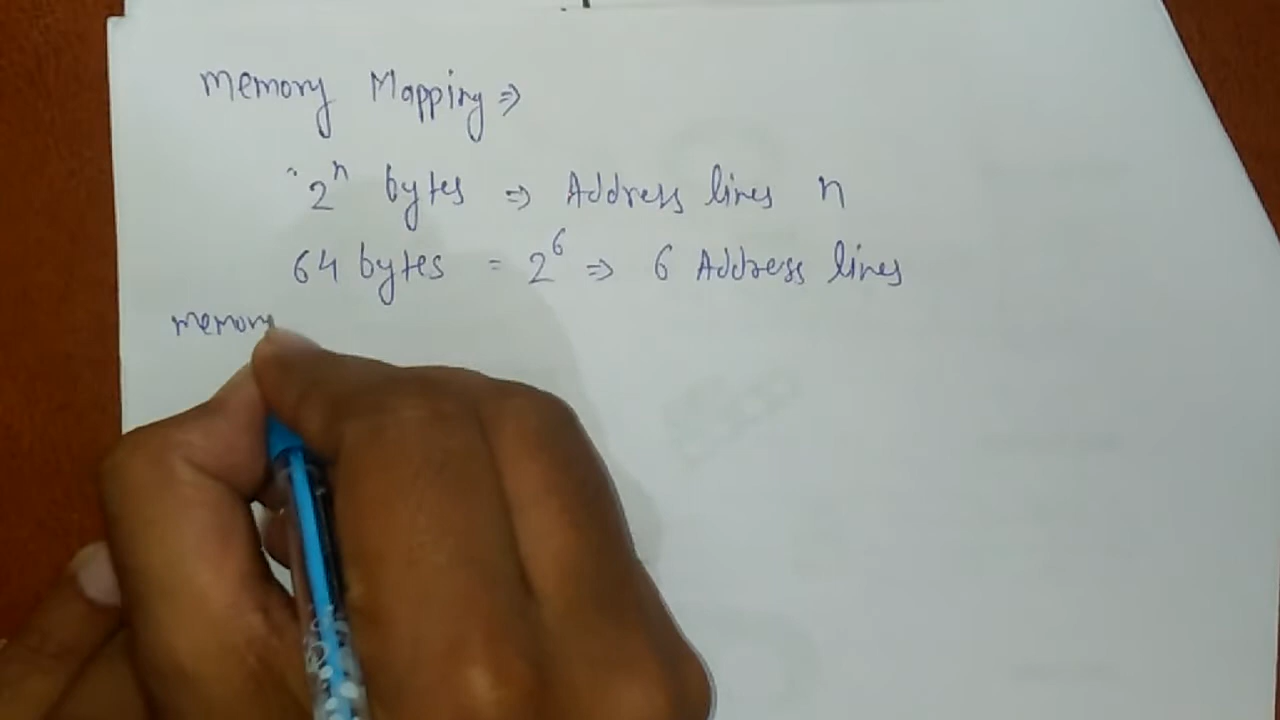 Memory Mapping ⇒
2^n bytes ⇒ Address lines n
64 bytes = 2^6 ⇒ 6 Address lines
memory